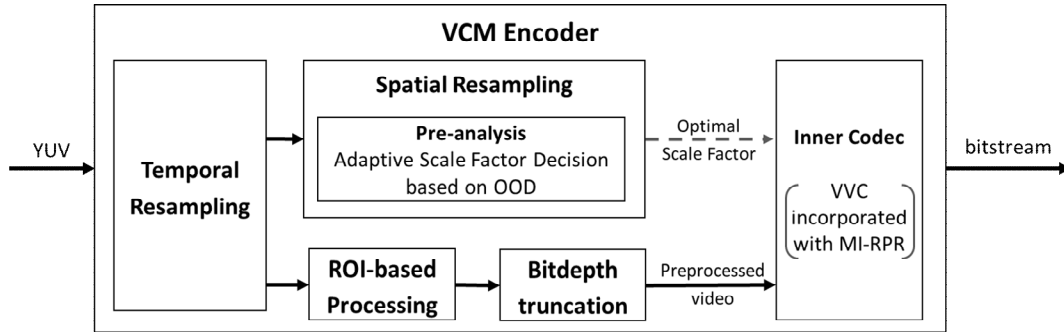 VCM Encoder
YUV
Temporal
Resampling
Spatial Resampling
Pre-analysis
Adaptive Scale Factor Decision
based on OOD
Optimal
Scale Factor
ROI-based
Processing
Bitdepth
truncation
Preprocessed
video
Inner Codec
VVC
incorporated
with MI-RPR
bitstream